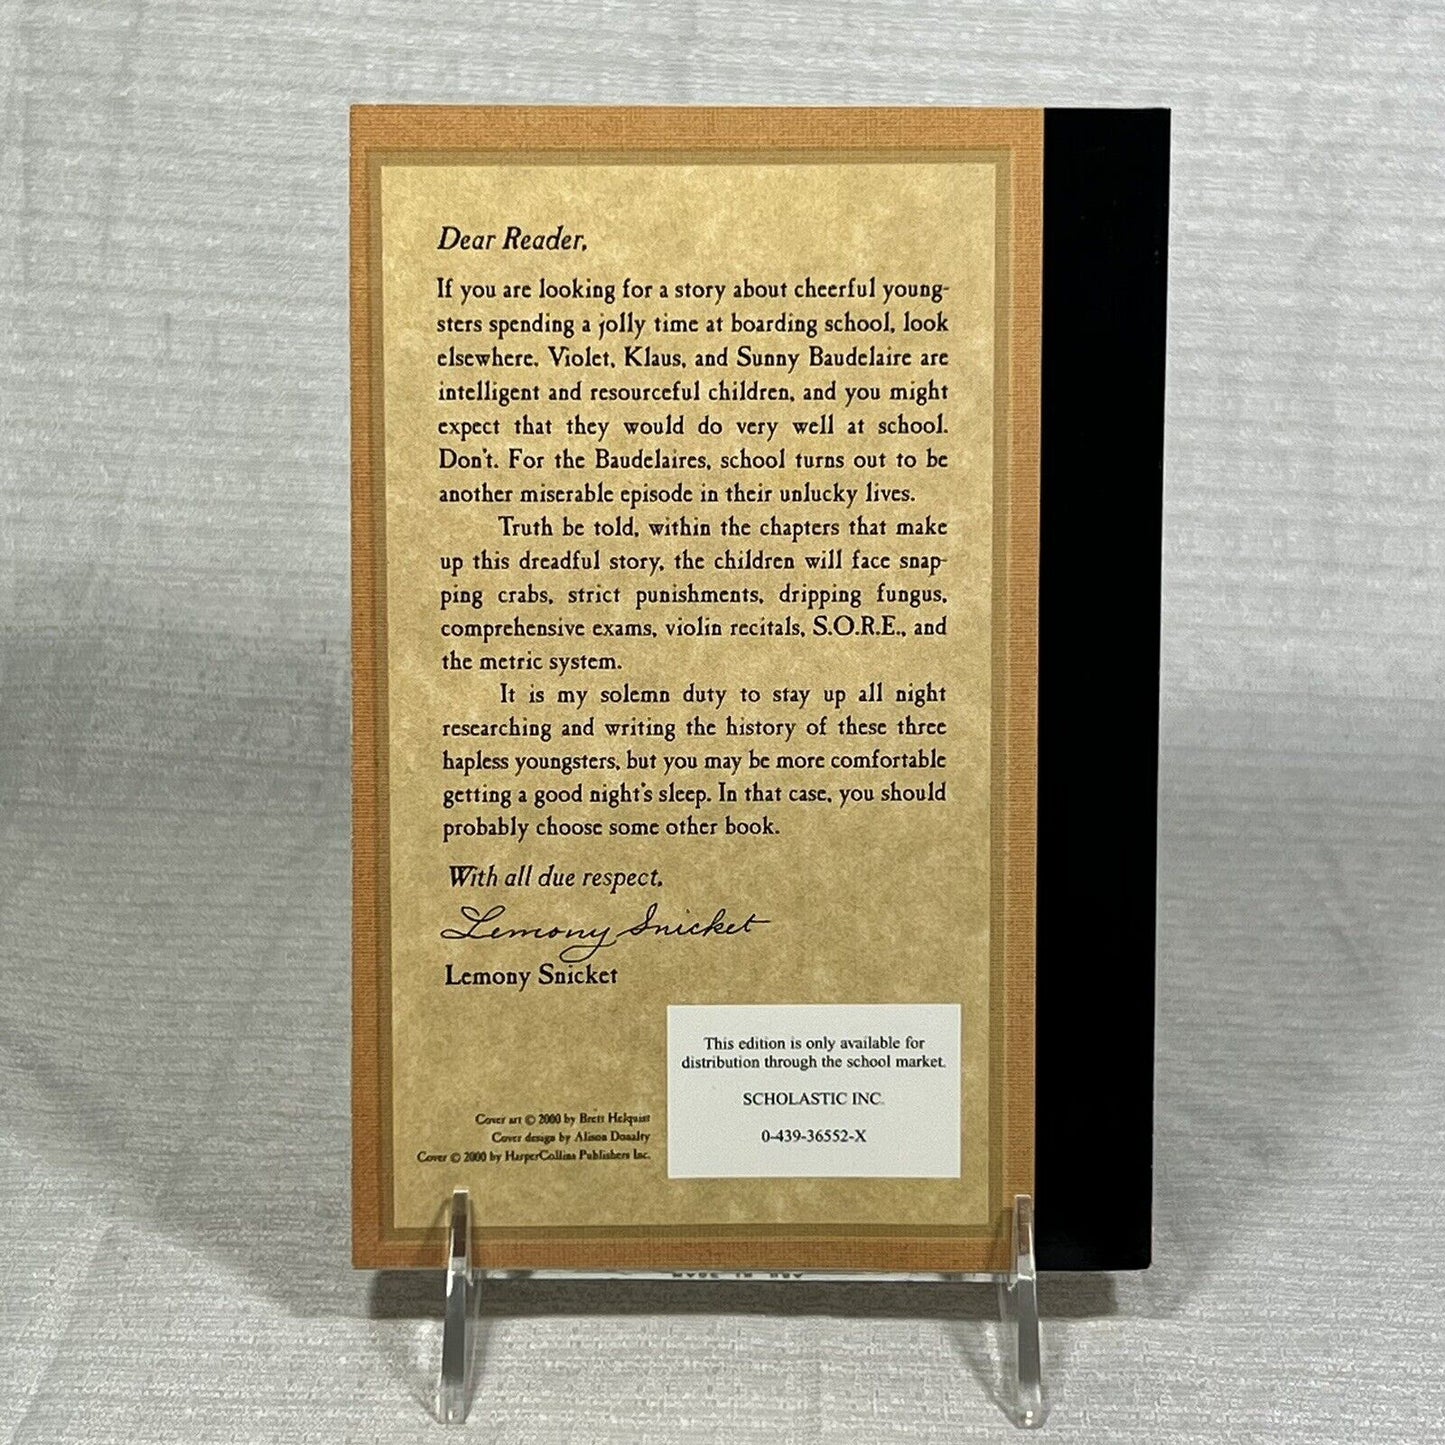 Dear Reader,
If you are looking for a story about cheerful young-
sters spending a jolly time at boarding school, look
elsewhere. Violet, Klaus, and Sunny Baudelaire are
intelligent and resourceful children, and you might
expect that they would do very well at school.
Don't. For the Baudelaires, school turns out to be
another miserable episode in their unlucky lives.
Truth be told, within the chapters that make
up this dreadful story, the children will face snap-
ping crabs, strict punishments, dripping fungus,
comprehensive exams, violin recitals, S.O.R.E., and
the metric system.
It is my solemn duty to stay up all night
researching and writing the history of these three
hapless youngsters, but you may be more comfortable
getting a good night's sleep. In that case, you should
probably choose some other book.
With all due respect,
Lemony Snicket
Lemony Snicket
This edition is only available for
distribution through the school market.
SCHOLASTIC INC.
0-439-36552-X
Cover art © 2000 by Brett Helquist
Cover design by Alison Donalty
Cover © 2000 by HarperCollins Publishers Inc.
MADE IN USA